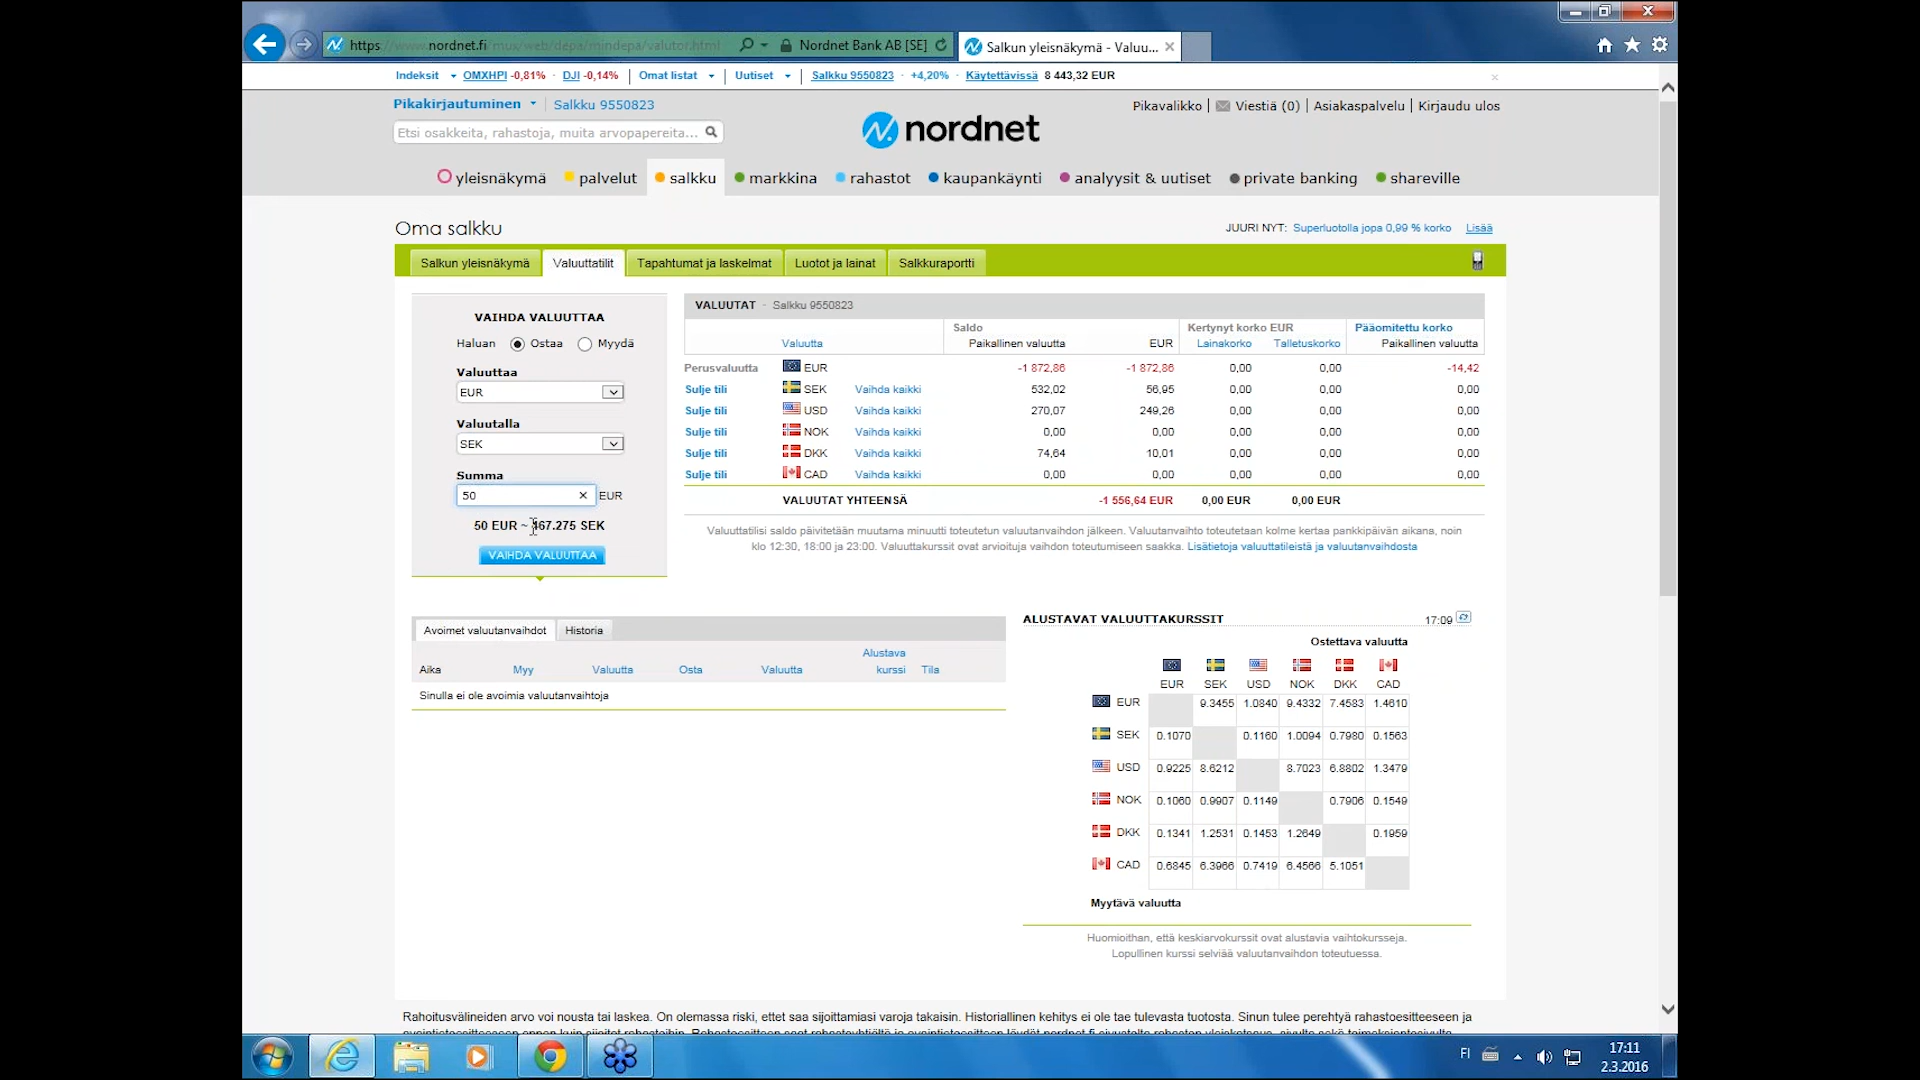 https://www.nordnet.fi/mux/web/depa/mindepa/valutor.html
Nordnet Bank AB [SE]
Salkun yleisnäkymä - Valuu...
Indeksit OMXHPI -0,81% · DJI -0,14% | Omat listat | Uutiset | Salkku 9550823 · +4,20% · Käytettävissä 8 443,32 EUR
Pikakirjautuminen | Salkku 9550823
Pikavalikko | Viestiä (0) | Asiakaspalvelu | Kirjaudu ulos
Etsi osakkeita, rahastoja, muita arvopapereita...
nordnet
yleisnäkymä palvelut salkku markkina rahastot kaupankäynti analyysit & uutiset private banking shareville
Oma salkku
JUURI NYT: Superluotolla jopa 0,99 % korko Lisää
Salkun yleisnäkymä Valuuttatilit Tapahtumat ja laskelmat Luotot ja lainat Salkkuraportti
VAIHDA VALUUTTAA
Haluan Ostaa Myydä
Valuuttaa
EUR
Valuutalla
SEK
Summa
50 EUR
50 EUR ~ 467.275 SEK
VAIHDA VALUUTTAA
VALUUTAT - Salkku 9550823
Saldo Kertynyt korko EUR Pääomitettu korko
Valuutta Paikallinen valuutta EUR Lainakorko Talletuskorko Paikallinen valuutta
Perusvaluutta EUR -1 872,86 -1 872,86 0,00 0,00 -14,42
Sulje tili SEK Vaihda kaikki 532,02 56,95 0,00 0,00 0,00
Sulje tili USD Vaihda kaikki 270,07 249,26 0,00 0,00 0,00
Sulje tili NOK Vaihda kaikki 0,00 0,00 0,00 0,00 0,00
Sulje tili DKK Vaihda kaikki 74,64 10,01 0,00 0,00 0,00
Sulje tili CAD Vaihda kaikki 0,00 0,00 0,00 0,00 0,00
VALUUTAT YHTEENSÄ -1 556,64 EUR 0,00 EUR 0,00 EUR
Valuuttatilisi saldo päivitetään muutama minuutti toteutetun valuutanvaihdon jälkeen. Valuutanvaihto toteutetaan kolme kertaa pankkipäivän aikana, noin
klo 12:30, 18:00 ja 23:00. Valuuttakurssit ovat arvioituja vaihdon toteutumiseen saakka. Lisätietoja valuuttatileistä ja valuutanvaihdosta
Avoimet valuutanvaihdot Historia
Aika Myy Valuutta Osta Valuutta Alustava kurssi Tila
Sinulla ei ole avoimia valuutanvaihtoja
ALUSTAVAT VALUUTTAKURSSIT 17:09
Ostettava valuutta
EUR SEK USD NOK DKK CAD
EUR 9.3455 1.0840 9.4332 7.4583 1.4610
SEK 0.1070 0.1160 1.0094 0.7980 0.1563
USD 0.9225 8.6212 8.7023 6.8802 1.3479
NOK 0.1060 0.9907 0.1149 0.7906 0.1549
DKK 0.1341 1.2531 0.1453 1.2649 0.1959
CAD 0.6845 6.3966 0.7419 6.4566 5.1051
Myytävä valuutta
Huomioithan, että keskiarvokurssit ovat alustavia vaihtokursseja.
Lopullinen kurssi selviää valuutanvaihdon toteutuessa.
Rahoitusvälineiden arvo voi nousta tai laskea. On olemassa riski, ettet saa sijoittamiasi varoja takaisin. Historiallinen kehitys ei ole tae tulevasta tuotosta. Sinun tulee perehtyä rahastoesitteeseen ja
FI 17:11
2.3.2016